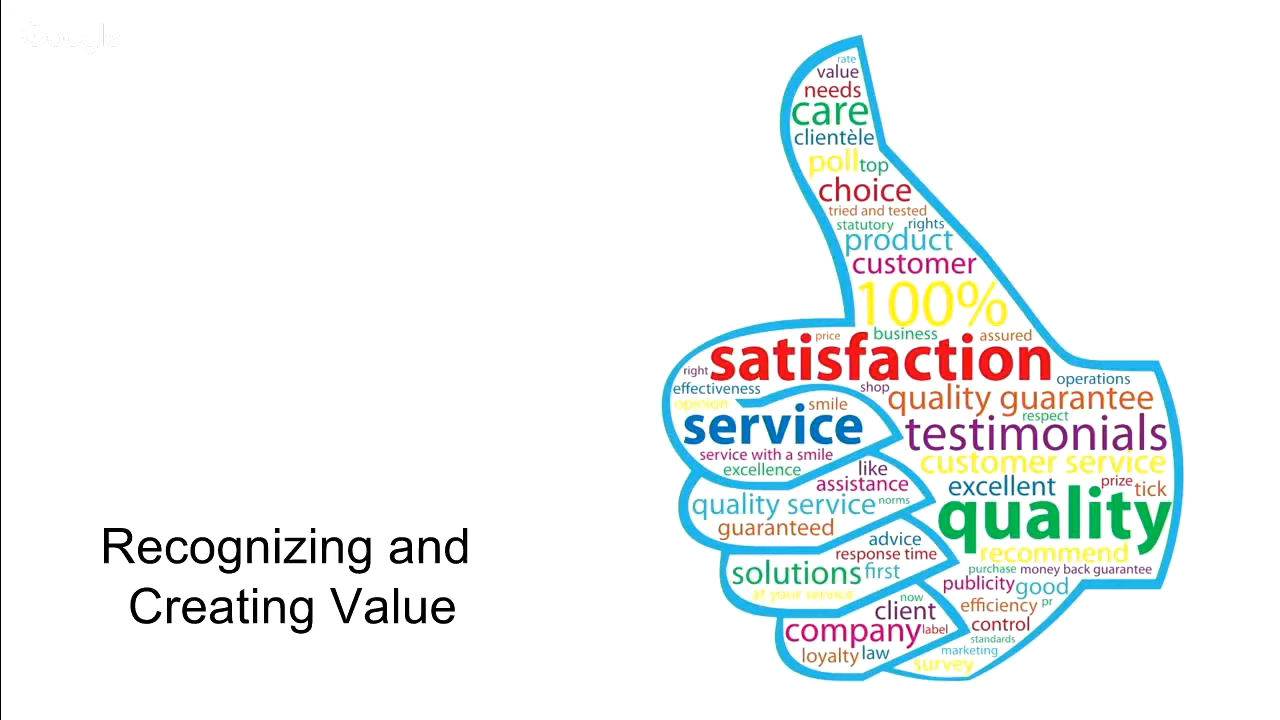 Google
rate
value
needs
care
clientèle
poll top
choice
tried and tested
statutory rights
product
customer
100%
price business assured
satisfaction
right
effectiveness shop operations
opinion smile quality guarantee
respect
service testimonials
service with a smile customer service
excellence like
assistance excellent prize tick
quality service norms quality
guaranteed
advice
response time recommend
solutions first purchase money back guarantee
at your service publicity good
now efficiency pr
client control
company label standards
loyalty law marketing
survey
Recognizing and
Creating Value